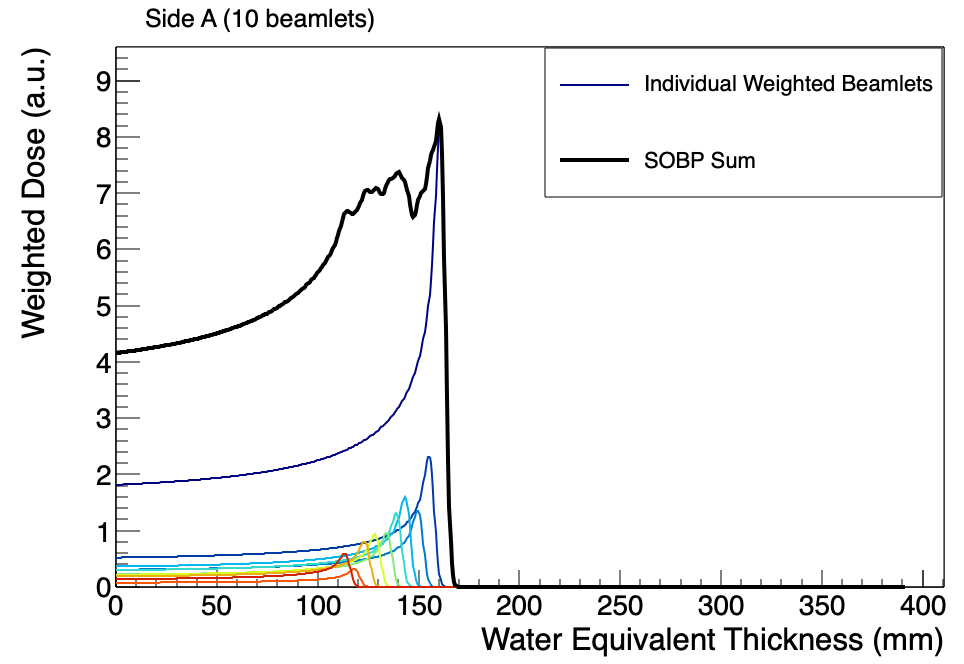 Side A (10 beamlets)
Weighted Dose (a.u.)
9
8
7
6
5
4
3
2
1
0
Individual Weighted Beamlets
SOBP Sum
0 50 100 150 200 250 300 350 400
Water Equivalent Thickness (mm)